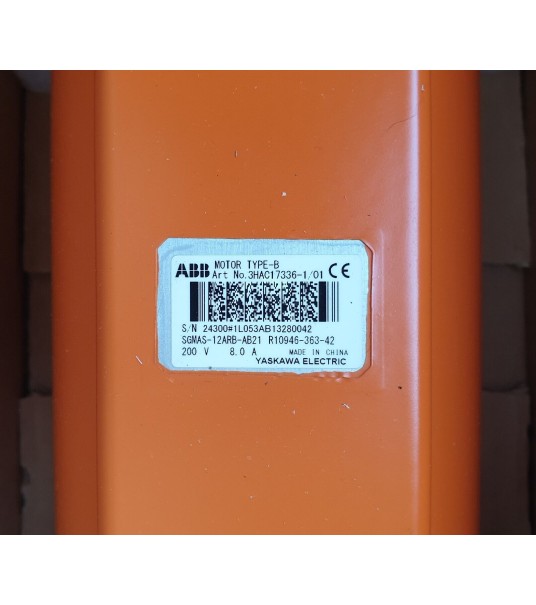 ABB MOTOR TYPE-B
Art No.3HAC17336-1/01 CE
S/N 24300#1L053AB13280042
SGMAS-12ARB-AB21 R10946-363-42
200 V 8.0 A MADE IN CHINA
YASKAWA ELECTRIC